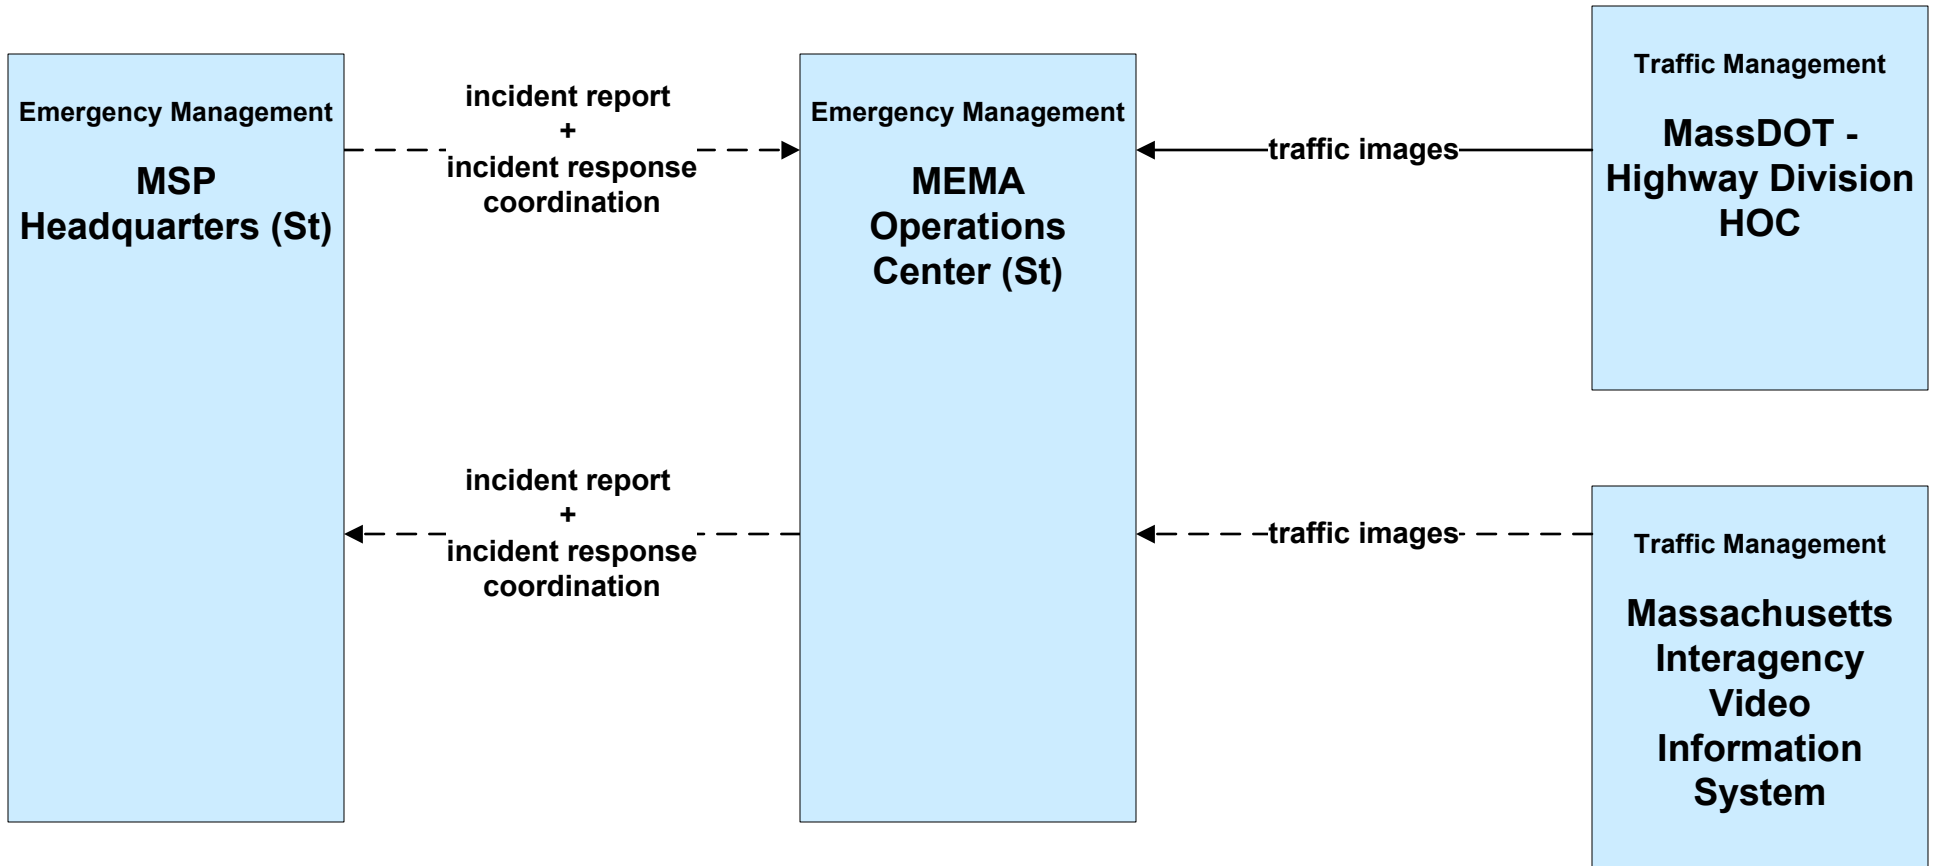 Emergency Management
MSP
Headquarters (St)
incident report
+
incident response
coordination
incident report
+
incident response
coordination
Emergency Management
MEMA
Operations
Center (St)
traffic images
traffic images
Traffic Management
MassDOT -
Highway Division
HOC
Traffic Management
Massachusetts
Interagency
Video
Information
System